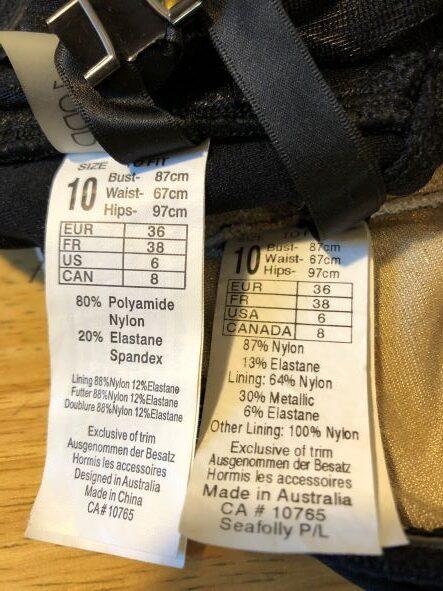 JODD
SIZE TO FIT
10
Bust- 87cm
Waist- 67cm
Hips- 97cm
EUR 36
FR 38
US 6
CAN 8
80% Polyamide
Nylon
20% Elastane
Spandex
Lining 88%Nylon 12%Elastane
Futter 88%Nylon 12%Elastane
Doublure 88%Nylon 12%Elastane
Exclusive of trim
Ausgenommen der Besatz
Hormis les accessoires
Designed in Australia
Made in China
CA# 10765
TO FIT
10
Bust- 87cm
Waist- 67cm
Hips- 97cm
EUR 36
FR 38
USA 6
CANADA 8
87% Nylon
13% Elastane
Lining: 64% Nylon
30% Metallic
6% Elastane
Other Lining: 100% Nylon
Exclusive of trim
Ausgenommen der Besatz
Hormis les accessoires
Made in Australia
CA # 10765
Seafolly P/L